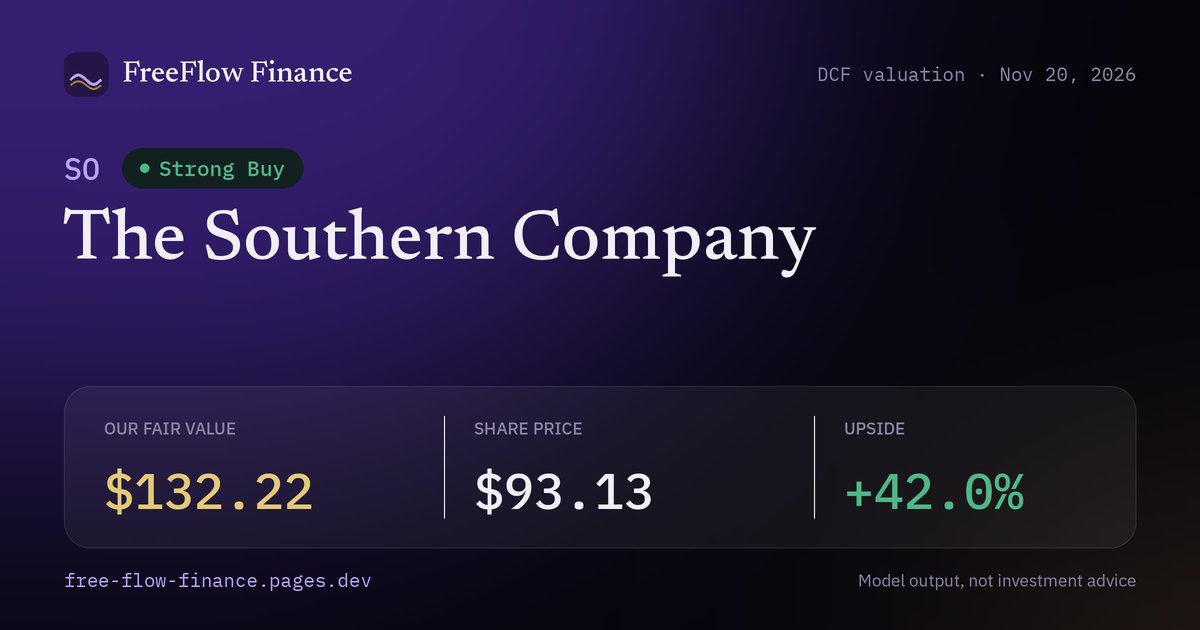 FreeFlow Finance
DCF valuation · Nov 20, 2026
SO
Strong Buy
The Southern Company
OUR FAIR VALUE
$132.22
SHARE PRICE
$93.13
UPSIDE
+42.0%
free-flow-finance.pages.dev
Model output, not investment advice